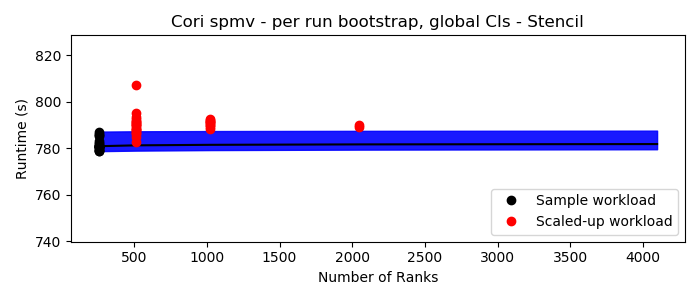 Cori spmv - per run bootstrap, global CIs - Stencil
Runtime (s)
820
800
780
760
740
Sample workload
Scaled-up workload
500 1000 1500 2000 2500 3000 3500 4000
Number of Ranks